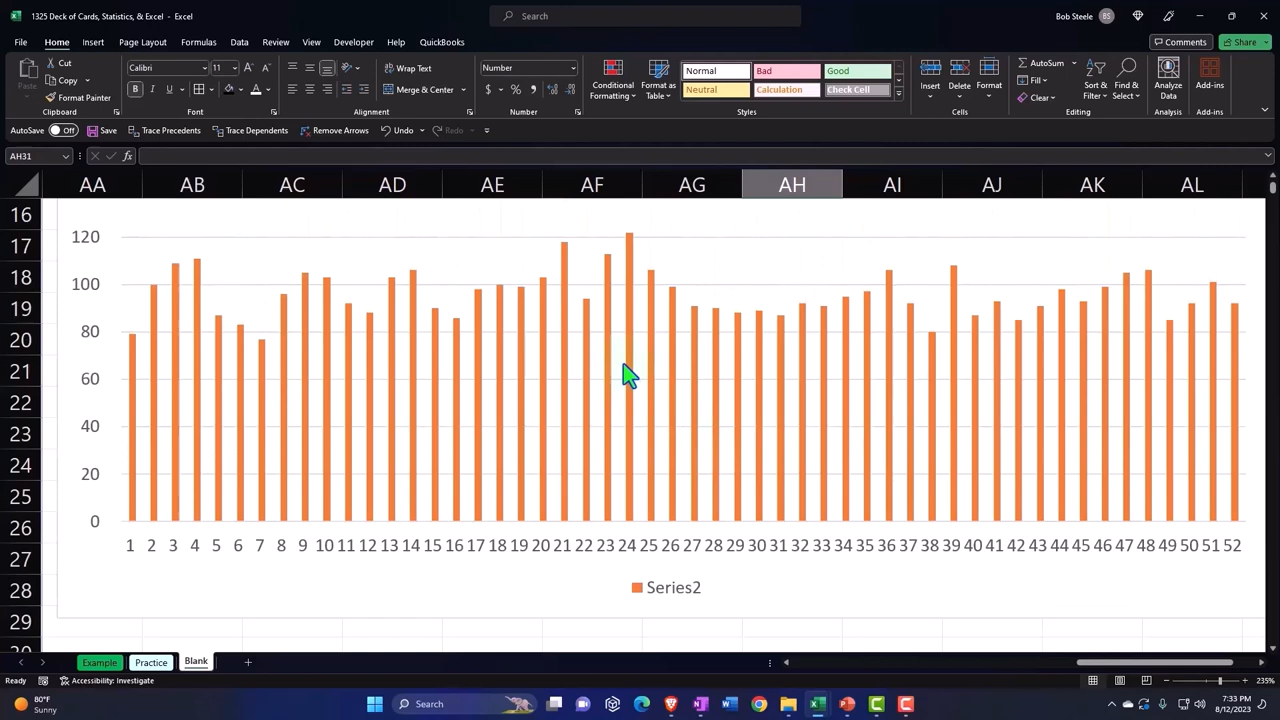 1325 Deck of Cards, Statistics, & Excel - Excel
Search
Bob Steele BS
File Home Insert Page Layout Formulas Data Review View Developer Help QuickBooks
Comments Share
Cut
Copy
Format Painter
Paste
Clipboard
Calibri 11
B I U
Font
Wrap Text
Merge & Center
Alignment
Number
$ % 9
Number
Conditional Formatting
Format as Table
Normal Bad Good
Neutral Calculation Check Cell
Styles
Insert Delete Format
Cells
AutoSum
Fill
Clear
Sort & Filter
Find & Select
Editing
Analyze Data
Analysis
Add-ins
Add-ins
AutoSave Off Save Trace Precedents Trace Dependents Remove Arrows Undo Redo
AH31 fx
AA AB AC AD AE AF AG AH AI AJ AK AL
16
17
18
19
20
21
22
23
24
25
26
27
28
29
120
100
80
60
40
20
0
1 2 3 4 5 6 7 8 9 10 11 12 13 14 15 16 17 18 19 20 21 22 23 24 25 26 27 28 29 30 31 32 33 34 35 36 37 38 39 40 41 42 43 44 45 46 47 48 49 50 51 52
Series2
Example Practice Blank
Ready Accessibility: Investigate 235%
80°F
Sunny
Search
7:33 PM
8/12/2023